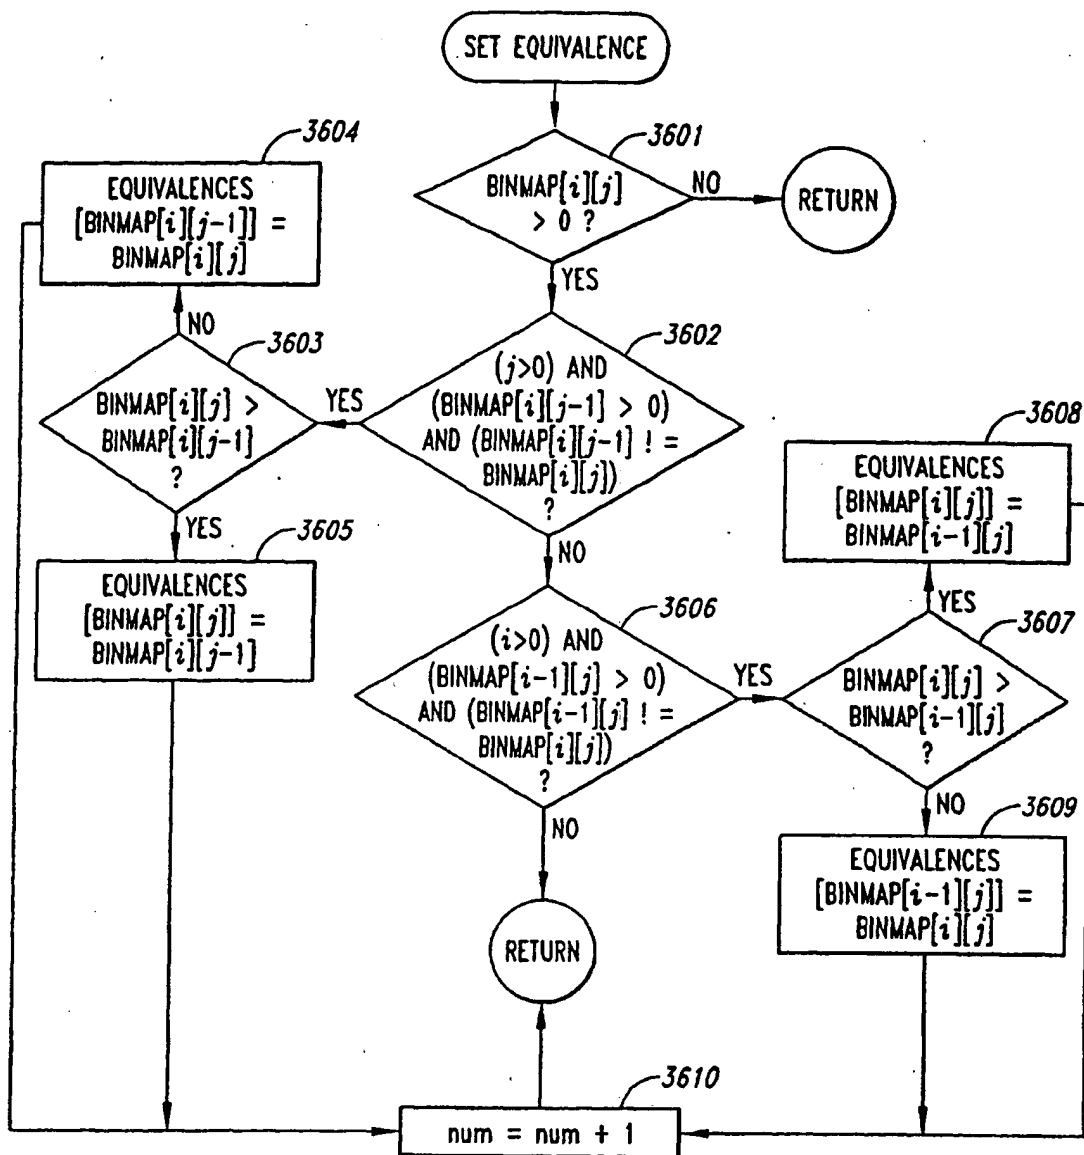 SET EQUIVALENCE
3601
BINMAP[i][j]
> 0 ?
NO
RETURN
YES
3602
(j>0) AND
(BINMAP[i][j-1] > 0)
AND (BINMAP[i][j-1] ! =
BINMAP[i][j])
?
YES
NO
3603
BINMAP[i][j] >
BINMAP[i][j-1]
?
NO
YES
3604
EQUIVALENCES
[BINMAP[i][j-1]] =
BINMAP[i][j]
3605
EQUIVALENCES
[BINMAP[i][j]] =
BINMAP[i][j-1]
3606
(i>0) AND
(BINMAP[i-1][j] > 0)
AND (BINMAP[i-1][j] ! =
BINMAP[i][j])
?
YES
NO
3607
BINMAP[i][j] >
BINMAP[i-1][j]
?
YES
NO
3608
EQUIVALENCES
[BINMAP[i][j]] =
BINMAP[i-1][j]
3609
EQUIVALENCES
[BINMAP[i-1][j]] =
BINMAP[i][j]
RETURN
3610
num = num + 1